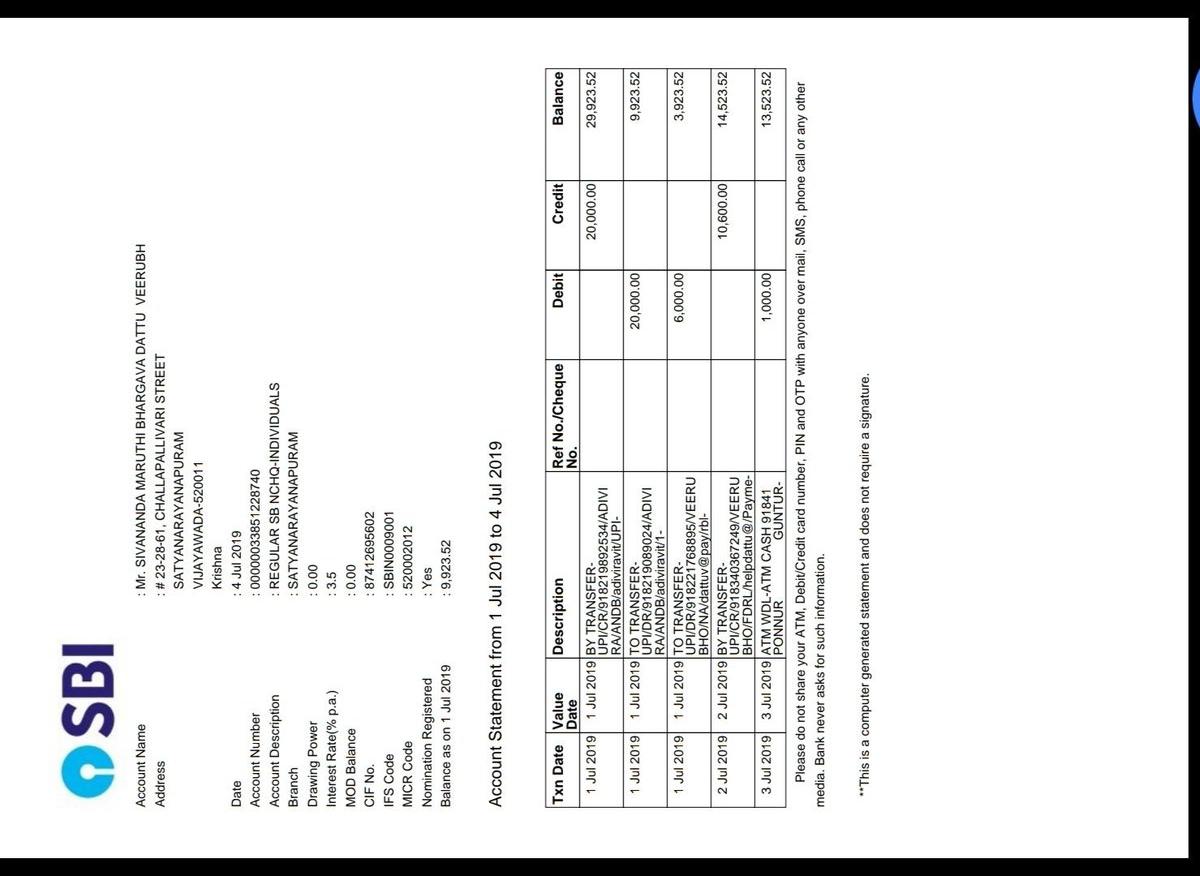 SBI
Account Name : Mr. SIVANANDA MARUTHI BHARGAVA DATTU VEERUBH
Address : # 23-28-61, CHALLAPALLIVARI STREET
SATYANARAYANAPURAM
VIJAYAWADA-520011
Krishna
Date : 4 Jul 2019
Account Number : 00000033851228740
Account Description : REGULAR SB NCHQ-INDIVIDUALS
Branch : SATYANARAYANAPURAM
Drawing Power : 0.00
Interest Rate(% p.a.) : 3.5
MOD Balance : 0.00
CIF No. : 87412695602
IFS Code : SBIN0009001
MICR Code : 520002012
Nomination Registered : Yes
Balance as on 1 Jul 2019 : 9,923.52
Account Statement from 1 Jul 2019 to 4 Jul 2019
Txn Date Value Description Ref No./Cheque Debit Credit Balance
Date No.
1 Jul 2019 1 Jul 2019 BY TRANSFER- 20,000.00 29,923.52
UPI/CR/918219892534/ADIVI
RA/ANDB/adiviravit/UPI-
1 Jul 2019 1 Jul 2019 TO TRANSFER- 20,000.00 9,923.52
UPI/DR/918219089024/ADIVI
RA/ANDB/adiviravit/1-
1 Jul 2019 1 Jul 2019 TO TRANSFER- 6,000.00 3,923.52
UPI/DR/918221768895/VEERU
BHO/NA/dattuv@pay/rbl-
2 Jul 2019 2 Jul 2019 BY TRANSFER- 10,600.00 14,523.52
UPI/CR/918340367249/VEERU
BHO/FDRL/helpdattu@/Payme-
3 Jul 2019 3 Jul 2019 ATM WDL-ATM CASH 91841 1,000.00 13,523.52
PONNUR GUNTUR-
Please do not share your ATM, Debit/Credit card number, PIN and OTP with anyone over mail, SMS, phone call or any other
media. Bank never asks for such information.
**This is a computer generated statement and does not require a signature.